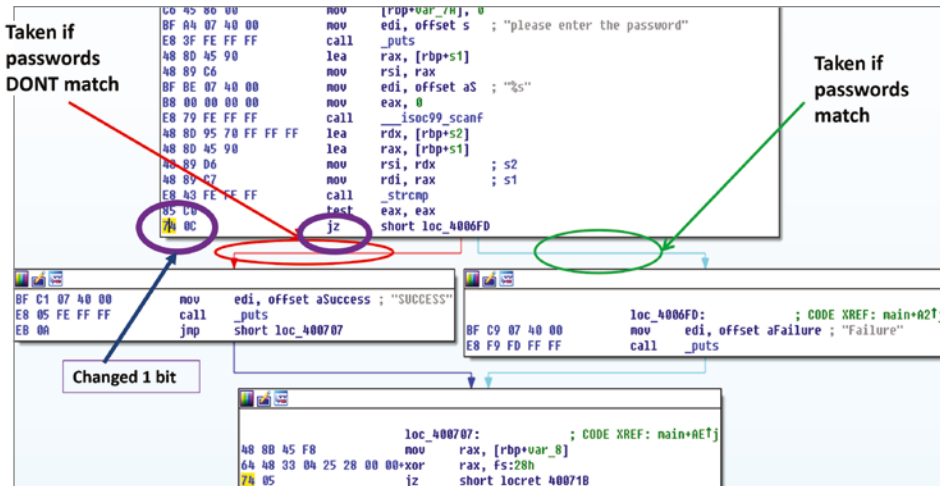 C6 45 86 00 mov [rbp+var_7A], 0
BF A4 07 40 00 mov edi, offset s ; "please enter the password"
E8 3F FE FF FF call _puts
48 8D 45 90 lea rax, [rbp+s1]
48 89 C6 mov rsi, rax
BF BE 07 40 00 mov edi, offset aS ; "%s"
B8 00 00 00 00 mov eax, 0
E8 79 FE FF FF call ___isoc99_scanf
48 8D 95 70 FF FF FF lea rdx, [rbp+s2]
48 8D 45 90 lea rax, [rbp+s1]
48 89 D6 mov rsi, rdx ; s2
48 89 C7 mov rdi, rax ; s1
E8 43 FE FF FF call _strcmp
85 C0 test eax, eax
74 0C jz short loc_4006FD
Taken if
passwords
DONT match
Taken if
passwords
match
BF C1 07 40 00 mov edi, offset aSuccess ; "SUCCESS"
E8 05 FE FF FF call _puts
EB 0A jmp short loc_400707
loc_4006FD: ; CODE XREF: main+A2↑j
BF C9 07 40 00 mov edi, offset aFailure ; "Failure"
E8 F9 FD FF FF call _puts
Changed 1 bit
loc_400707: ; CODE XREF: main+AE↑j
48 8B 45 F8 mov rax, [rbp+var_8]
64 48 33 04 25 28 00 00+xor rax, fs:28h
74 05 jz short locret_40071B